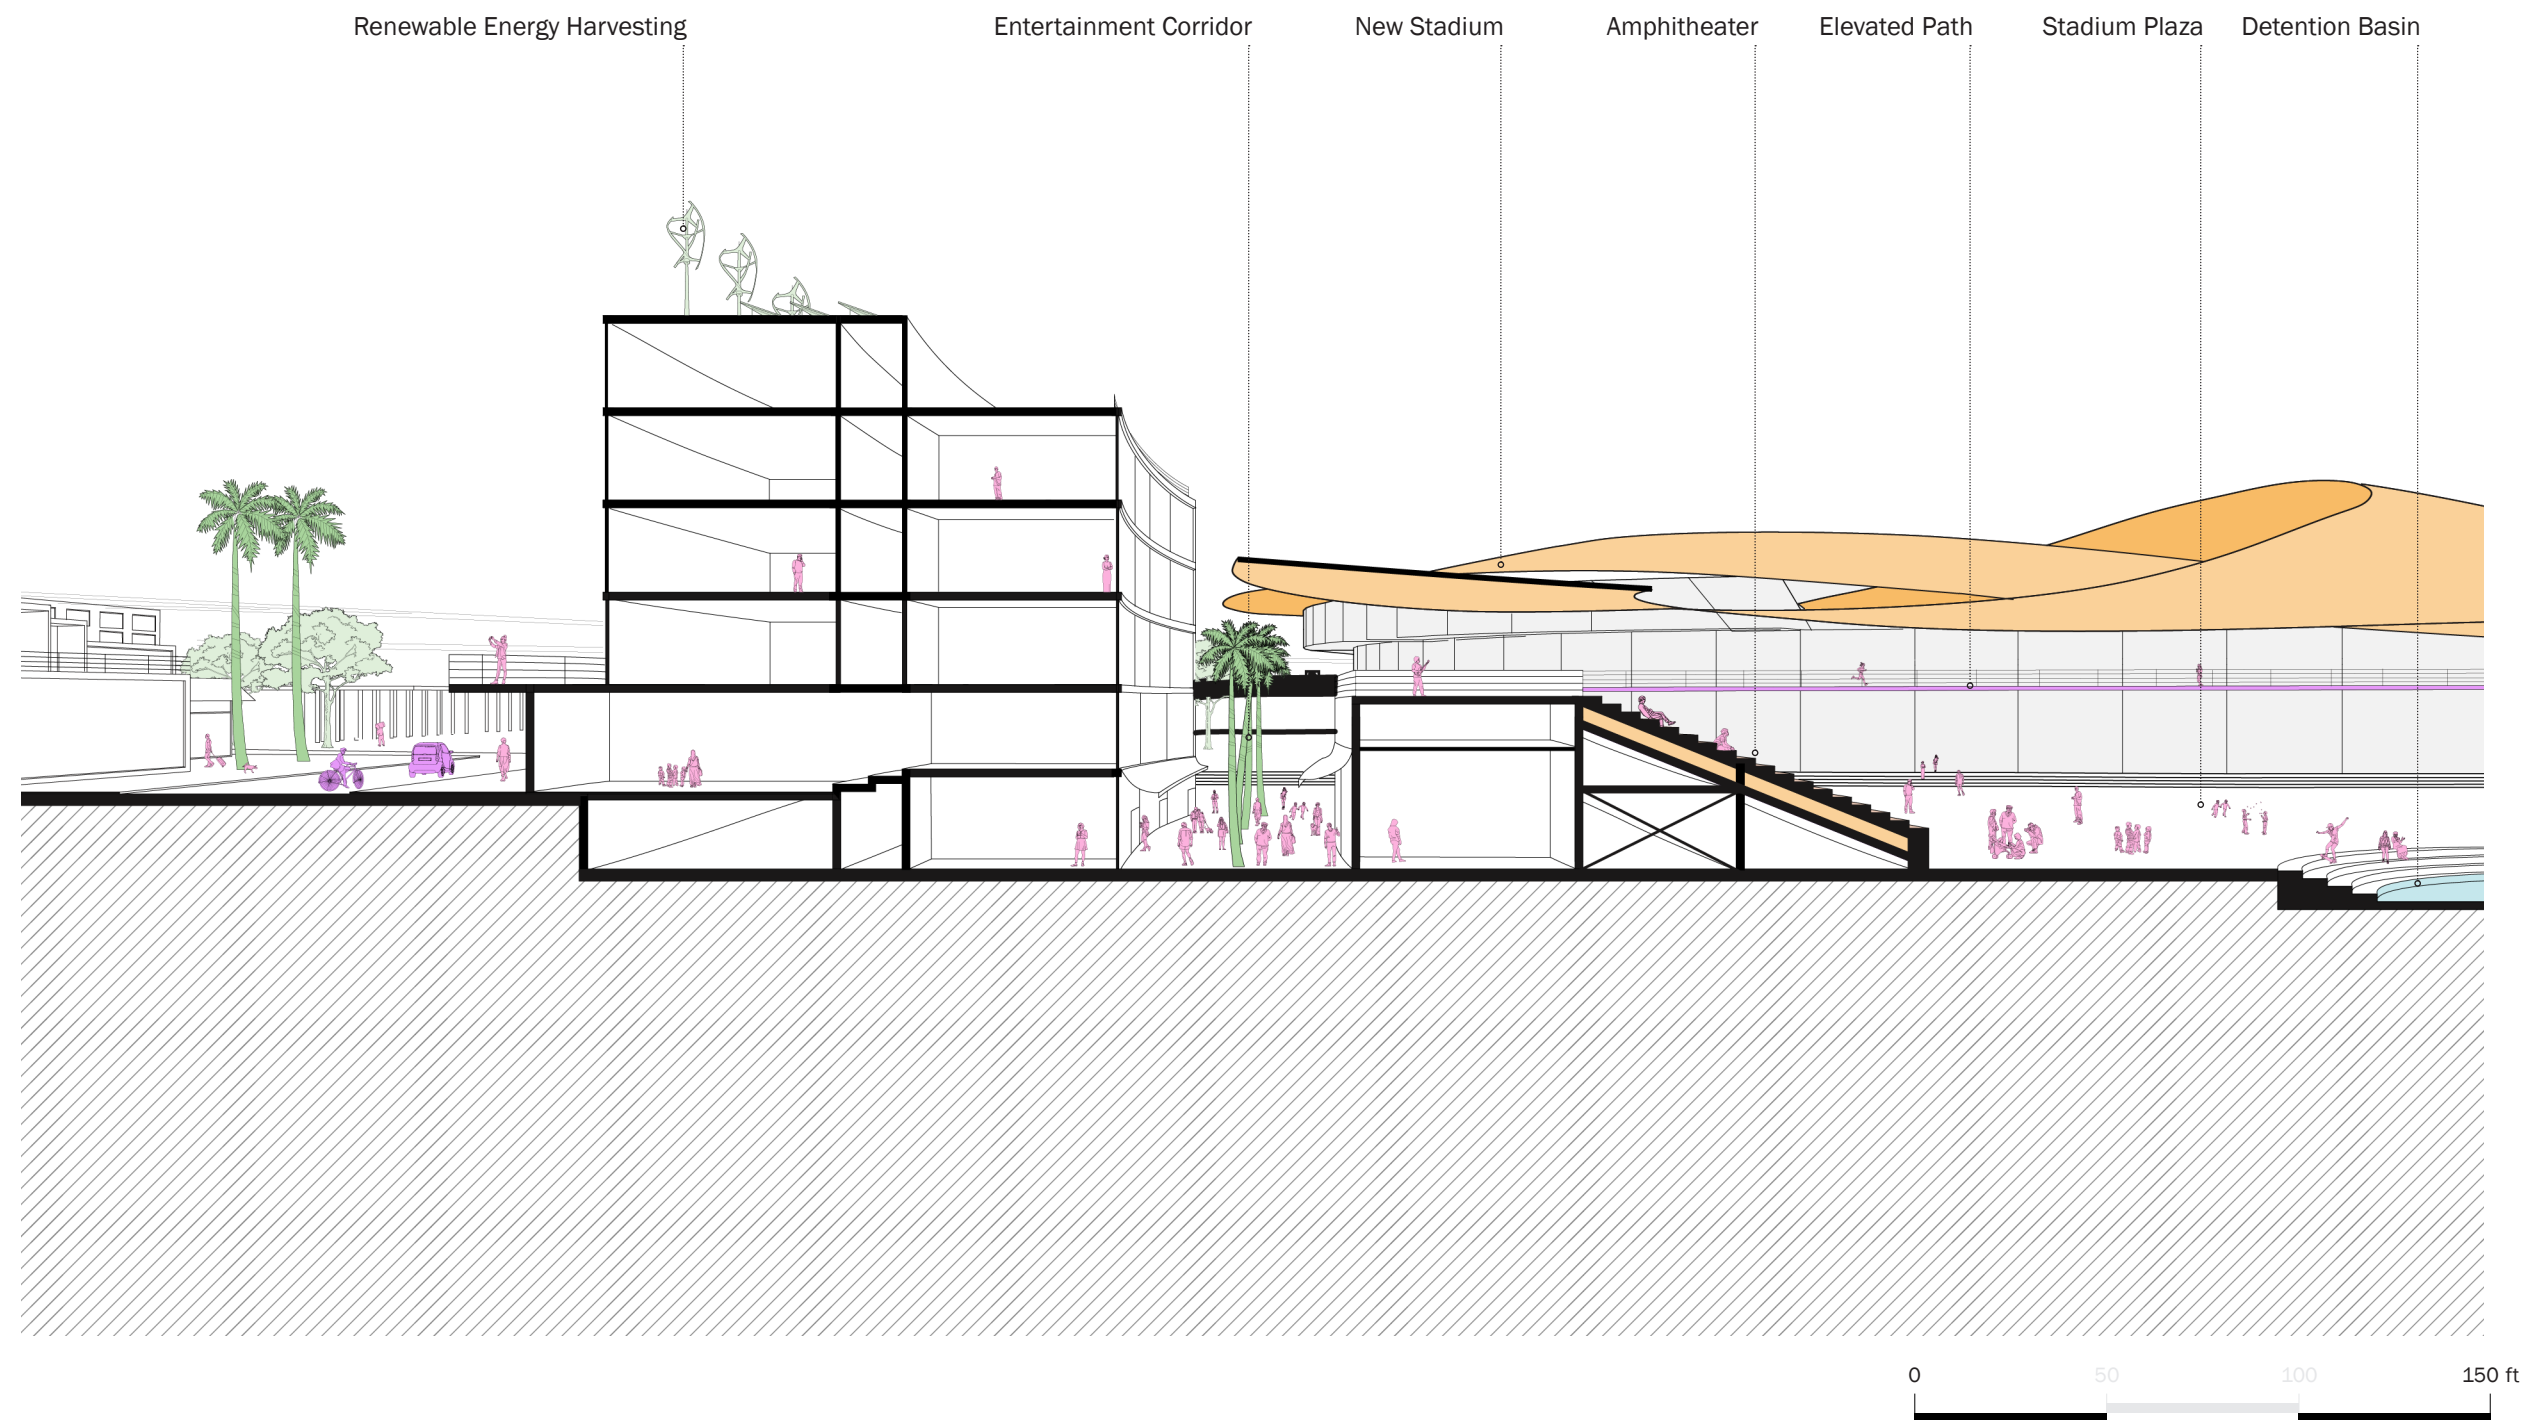 Renewable Energy Harvesting
Entertainment Corridor
New Stadium
Amphitheater
Elevated Path
Stadium Plaza
Detention Basin
0
50
100
150 ft